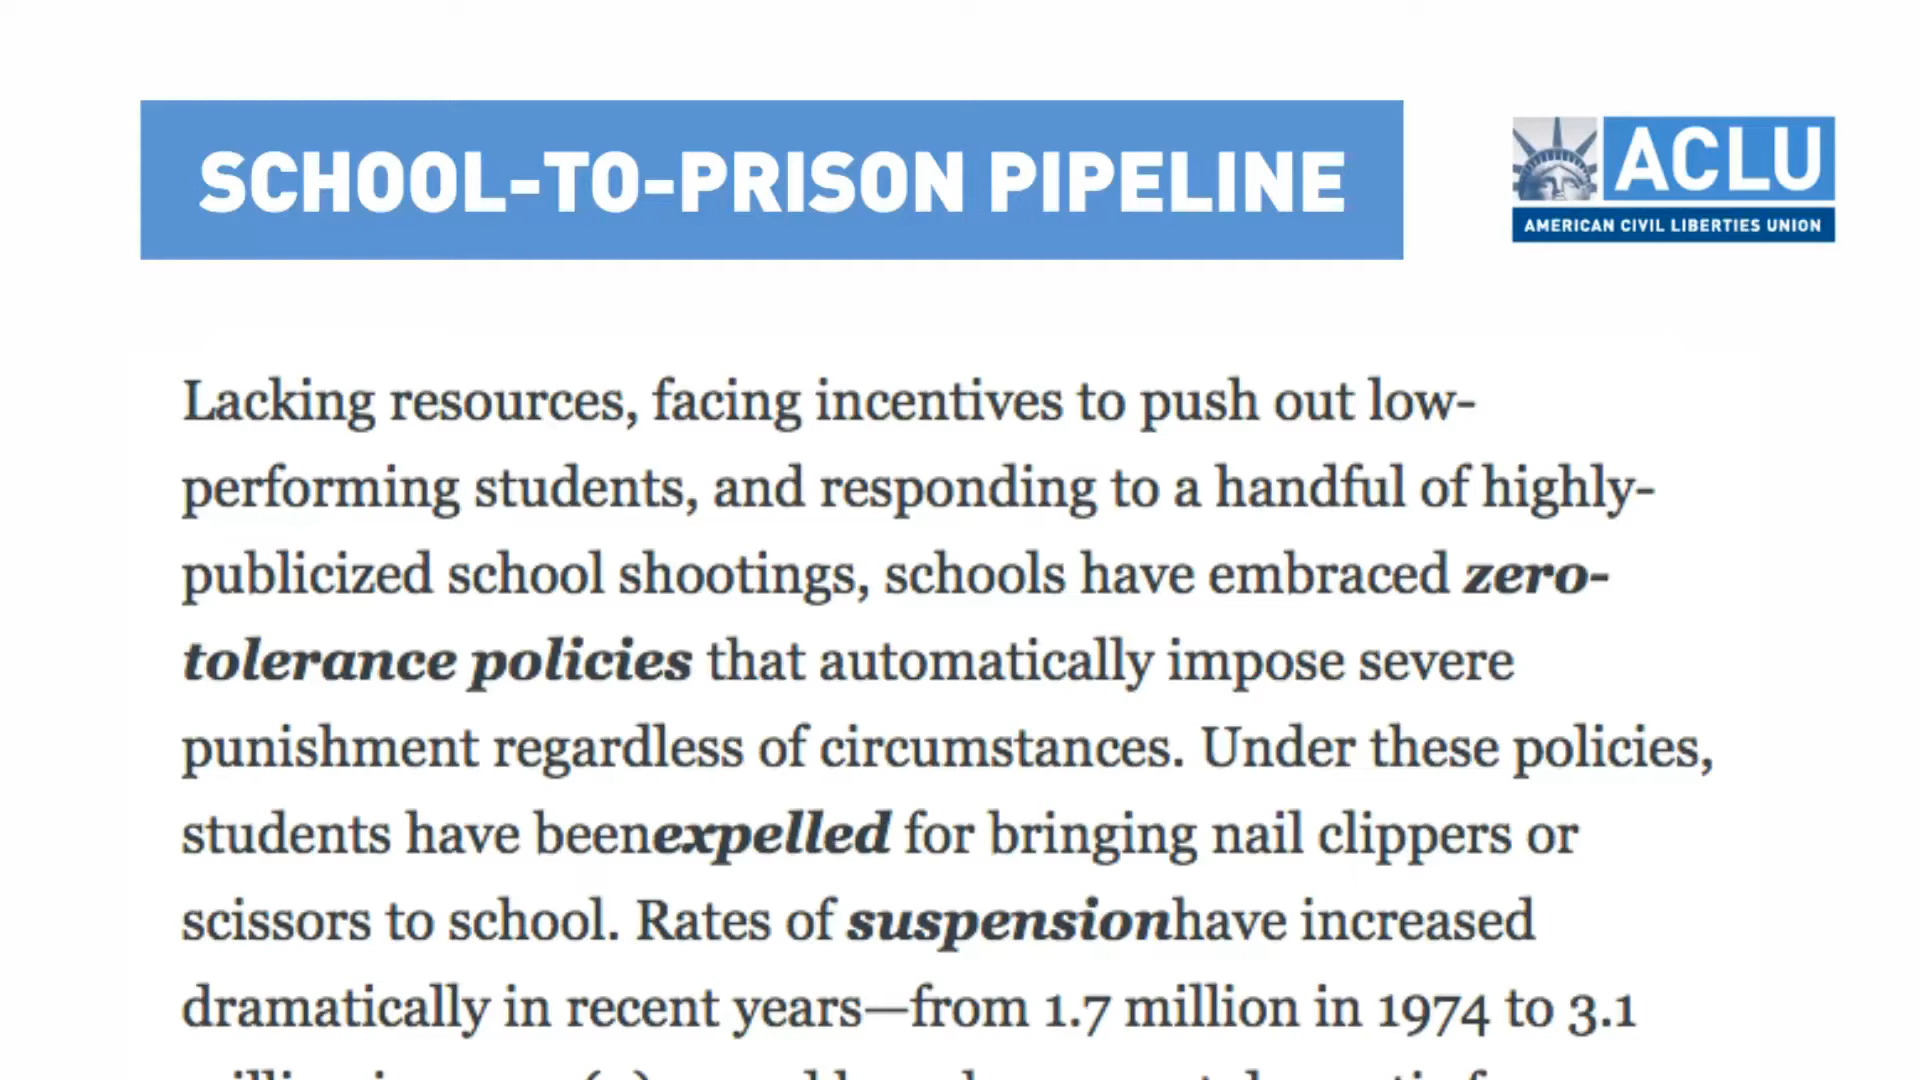 SCHOOL-TO-PRISON PIPELINE
ACLU
AMERICAN CIVIL LIBERTIES UNION
Lacking resources, facing incentives to push out low-
performing students, and responding to a handful of highly-
publicized school shootings, schools have embraced zero-
tolerance policies that automatically impose severe
punishment regardless of circumstances. Under these policies,
students have beenexpelled for bringing nail clippers or
scissors to school. Rates of suspensionhave increased
dramatically in recent years—from 1.7 million in 1974 to 3.1